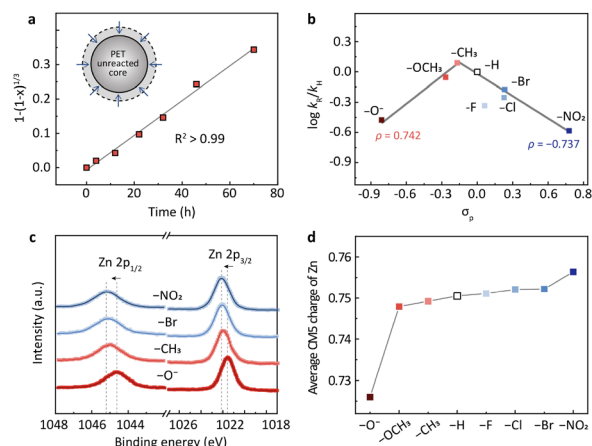 a
PET
unreacted
core
R² > 0.99
1-(1-x)^1/3
0.3
0.2
0.1
0.0
0
20
40
60
80
Time (h)
b
−CH₃
−OCH₃
−H
−Br
−Cl
−F
−O⁻
−NO₂
ρ = 0.742
ρ = −0.737
log k_R/k_H
0.6
0.3
0.0
-0.3
-0.6
-0.9
-0.9
-0.6
-0.3
0.0
0.3
0.6
0.9
σₚ
c
Zn 2p₁/₂
Zn 2p₃/₂
−NO₂
−Br
−CH₃
−O⁻
Intensity (a.u.)
1048
1044
1026
1022
1018
Binding energy (eV)
d
Average CM5 charge of Zn
0.76
0.75
0.74
0.73
−O⁻
−OCH₃
−CH₃
−H
−F
−Cl
−Br
−NO₂